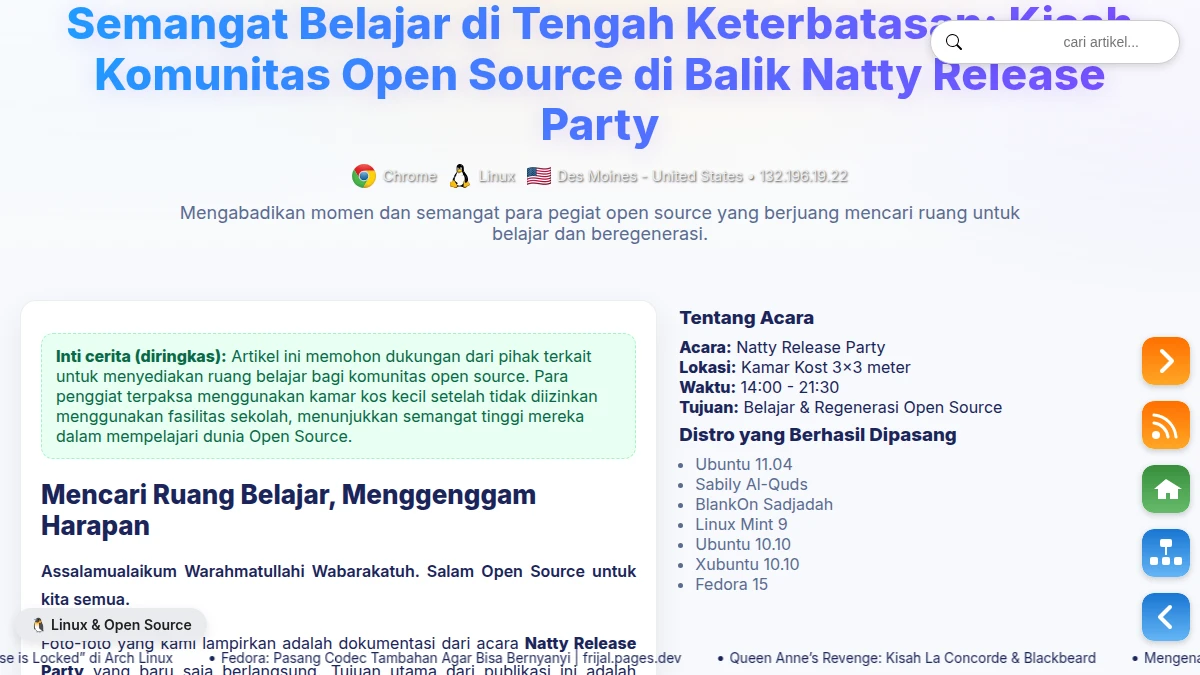 Semangat Belajar di Tengah Keterbatasan: Kisah
Komunitas Open Source di Balik Natty Release
Party
cari artikel...
Chrome Linux Des Moines - United States • 132.196.19.22
Mengabadikan momen dan semangat para pegiat open source yang berjuang mencari ruang untuk
belajar dan beregenerasi.
Inti cerita (diringkas): Artikel ini memohon dukungan dari pihak terkait
untuk menyediakan ruang belajar bagi komunitas open source. Para
penggiat terpaksa menggunakan kamar kos kecil setelah tidak diizinkan
menggunakan fasilitas sekolah, menunjukkan semangat tinggi mereka
dalam mempelajari dunia Open Source.
Mencari Ruang Belajar, Menggenggam
Harapan
Assalamualaikum Warahmatullahi Wabarakatuh. Salam Open Source untuk
kita semua.
Foto-foto yang kami lampirkan adalah dokumentasi dari acara Natty Release
Party yang baru saja berlangsung. Tujuan utama dari publikasi ini adalah
Tentang Acara
Acara: Natty Release Party
Lokasi: Kamar Kost 3×3 meter
Waktu: 14:00 - 21:30
Tujuan: Belajar & Regenerasi Open Source
Distro yang Berhasil Dipasang
• Ubuntu 11.04
• Sabily Al-Quds
• BlankOn Sadjadah
• Linux Mint 9
• Ubuntu 10.10
• Xubuntu 10.10
• Fedora 15
Linux & Open Source
se is Locked” di Arch Linux • Fedora: Pasang Codec Tambahan Agar Bisa Bernyanyi | frijal.pages.dev • Queen Anne’s Revenge: Kisah La Concorde & Blackbeard • Mengena